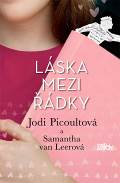 LÁSKA
MEZI
ŘÁDKY
Jodi Picoultová
a
Samantha
van Leerová